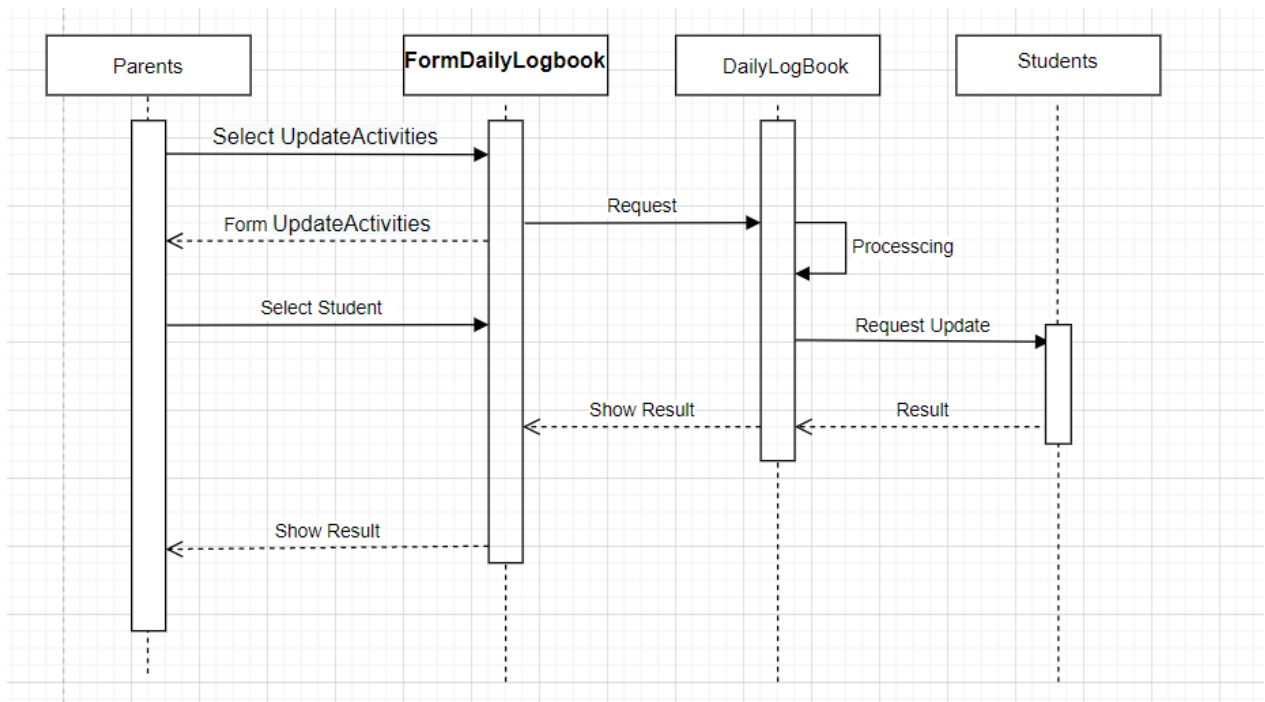 Parents
FormDailyLogbook
DailyLogBook
Students
Select UpdateActivities
Request
Form UpdateActivities
Processcing
Select Student
Request Update
Show Result
Result
Show Result